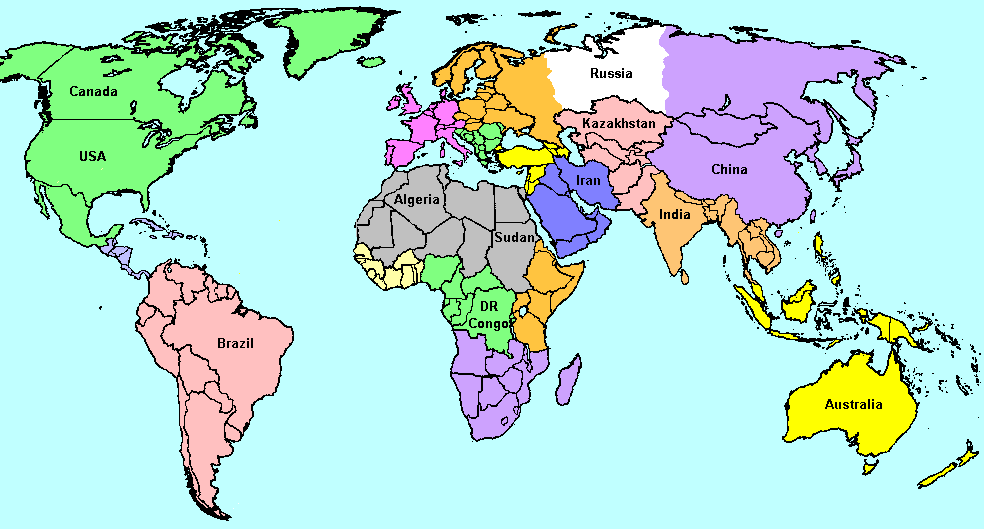 Russia
Canada
Kazakhstan
USA
China
Iran
Algeria
India
Sudan
DR
Congo
Brazil
Australia